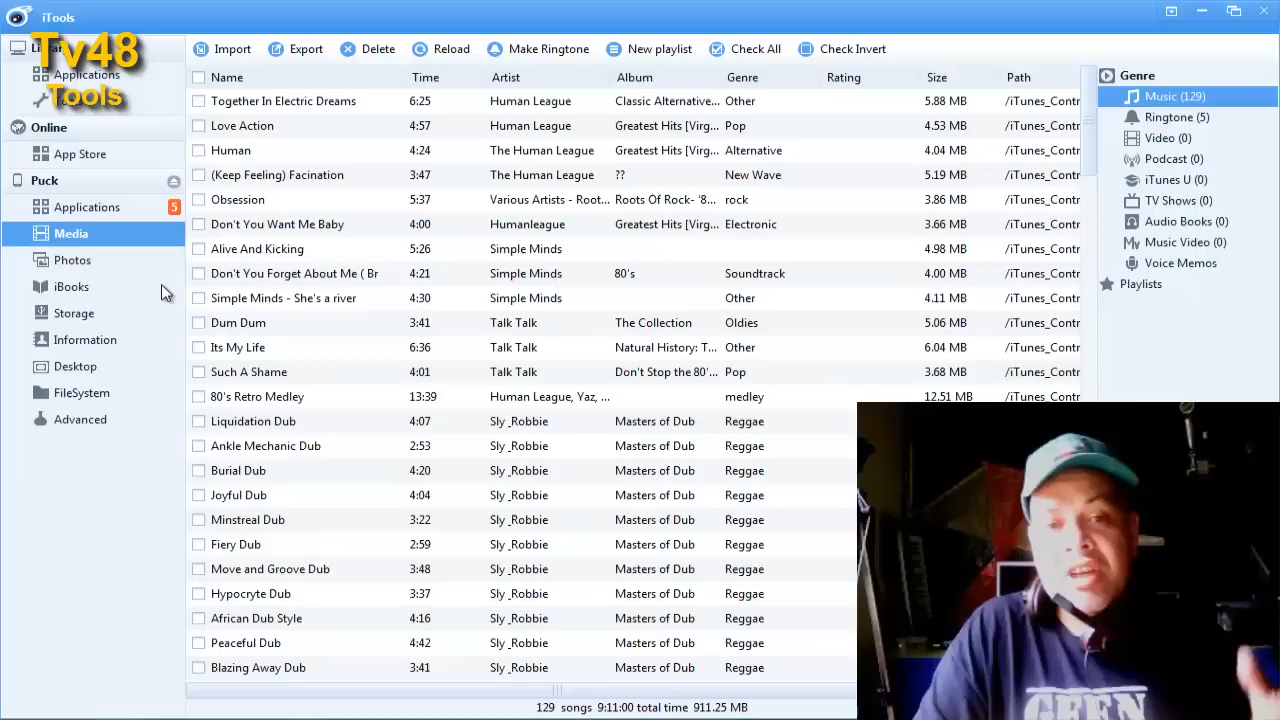 iTools
Library
Tv48
Tools
Applications
Online
App Store
Puck
Applications 5
Media
Photos
iBooks
Storage
Information
Desktop
FileSystem
Advanced
Import Export Delete Reload Make Ringtone New playlist Check All Check Invert
Name Time Artist Album Genre Rating Size Path
Together In Electric Dreams 6:25 Human League Classic Alternative... Other 5.88 MB /iTunes_Contr
Love Action 4:57 Human League Greatest Hits [Virg... Pop 4.53 MB /iTunes_Contr
Human 4:24 The Human League Greatest Hits [Virg... Alternative 4.04 MB /iTunes_Contr
(Keep Feeling) Facination 3:47 The Human League ?? New Wave 5.19 MB /iTunes_Contr
Obsession 5:37 Various Artists - Root... Roots Of Rock- '8... rock 3.86 MB /iTunes_Contr
Don't You Want Me Baby 4:00 Humanleague Greatest Hits [Virg... Electronic 3.66 MB /iTunes_Contr
Alive And Kicking 5:26 Simple Minds 4.98 MB /iTunes_Contr
Don't You Forget About Me ( Br 4:21 Simple Minds 80's Soundtrack 4.00 MB /iTunes_Contr
Simple Minds - She's a river 4:30 Simple Minds Other 4.11 MB /iTunes_Contr
Dum Dum 3:41 Talk Talk The Collection Oldies 5.06 MB /iTunes_Contr
Its My Life 6:36 Talk Talk Natural History: T... Other 6.04 MB /iTunes_Contr
Such A Shame 4:01 Talk Talk Don't Stop the 80'... Pop 3.68 MB /iTunes_Contr
80's Retro Medley 13:39 Human League, Yaz, ... medley 12.51 MB /iTunes_Contr
Liquidation Dub 4:07 Sly_Robbie Masters of Dub Reggae
Ankle Mechanic Dub 2:53 Sly_Robbie Masters of Dub Reggae
Burial Dub 4:20 Sly_Robbie Masters of Dub Reggae
Joyful Dub 4:04 Sly_Robbie Masters of Dub Reggae
Minstreal Dub 3:22 Sly_Robbie Masters of Dub Reggae
Fiery Dub 2:59 Sly_Robbie Masters of Dub Reggae
Move and Groove Dub 3:48 Sly_Robbie Masters of Dub Reggae
Hypocryte Dub 3:37 Sly_Robbie Masters of Dub Reggae
African Dub Style 4:16 Sly_Robbie Masters of Dub Reggae
Peaceful Dub 4:42 Sly_Robbie Masters of Dub Reggae
Blazing Away Dub 3:41 Sly_Robbie Masters of Dub Reggae
129 songs 9:11:00 total time 911.25 MB
Genre
Music (129)
Ringtone (5)
Video (0)
Podcast (0)
iTunes U (0)
TV Shows (0)
Audio Books (0)
Music Video (0)
Voice Memos
Playlists